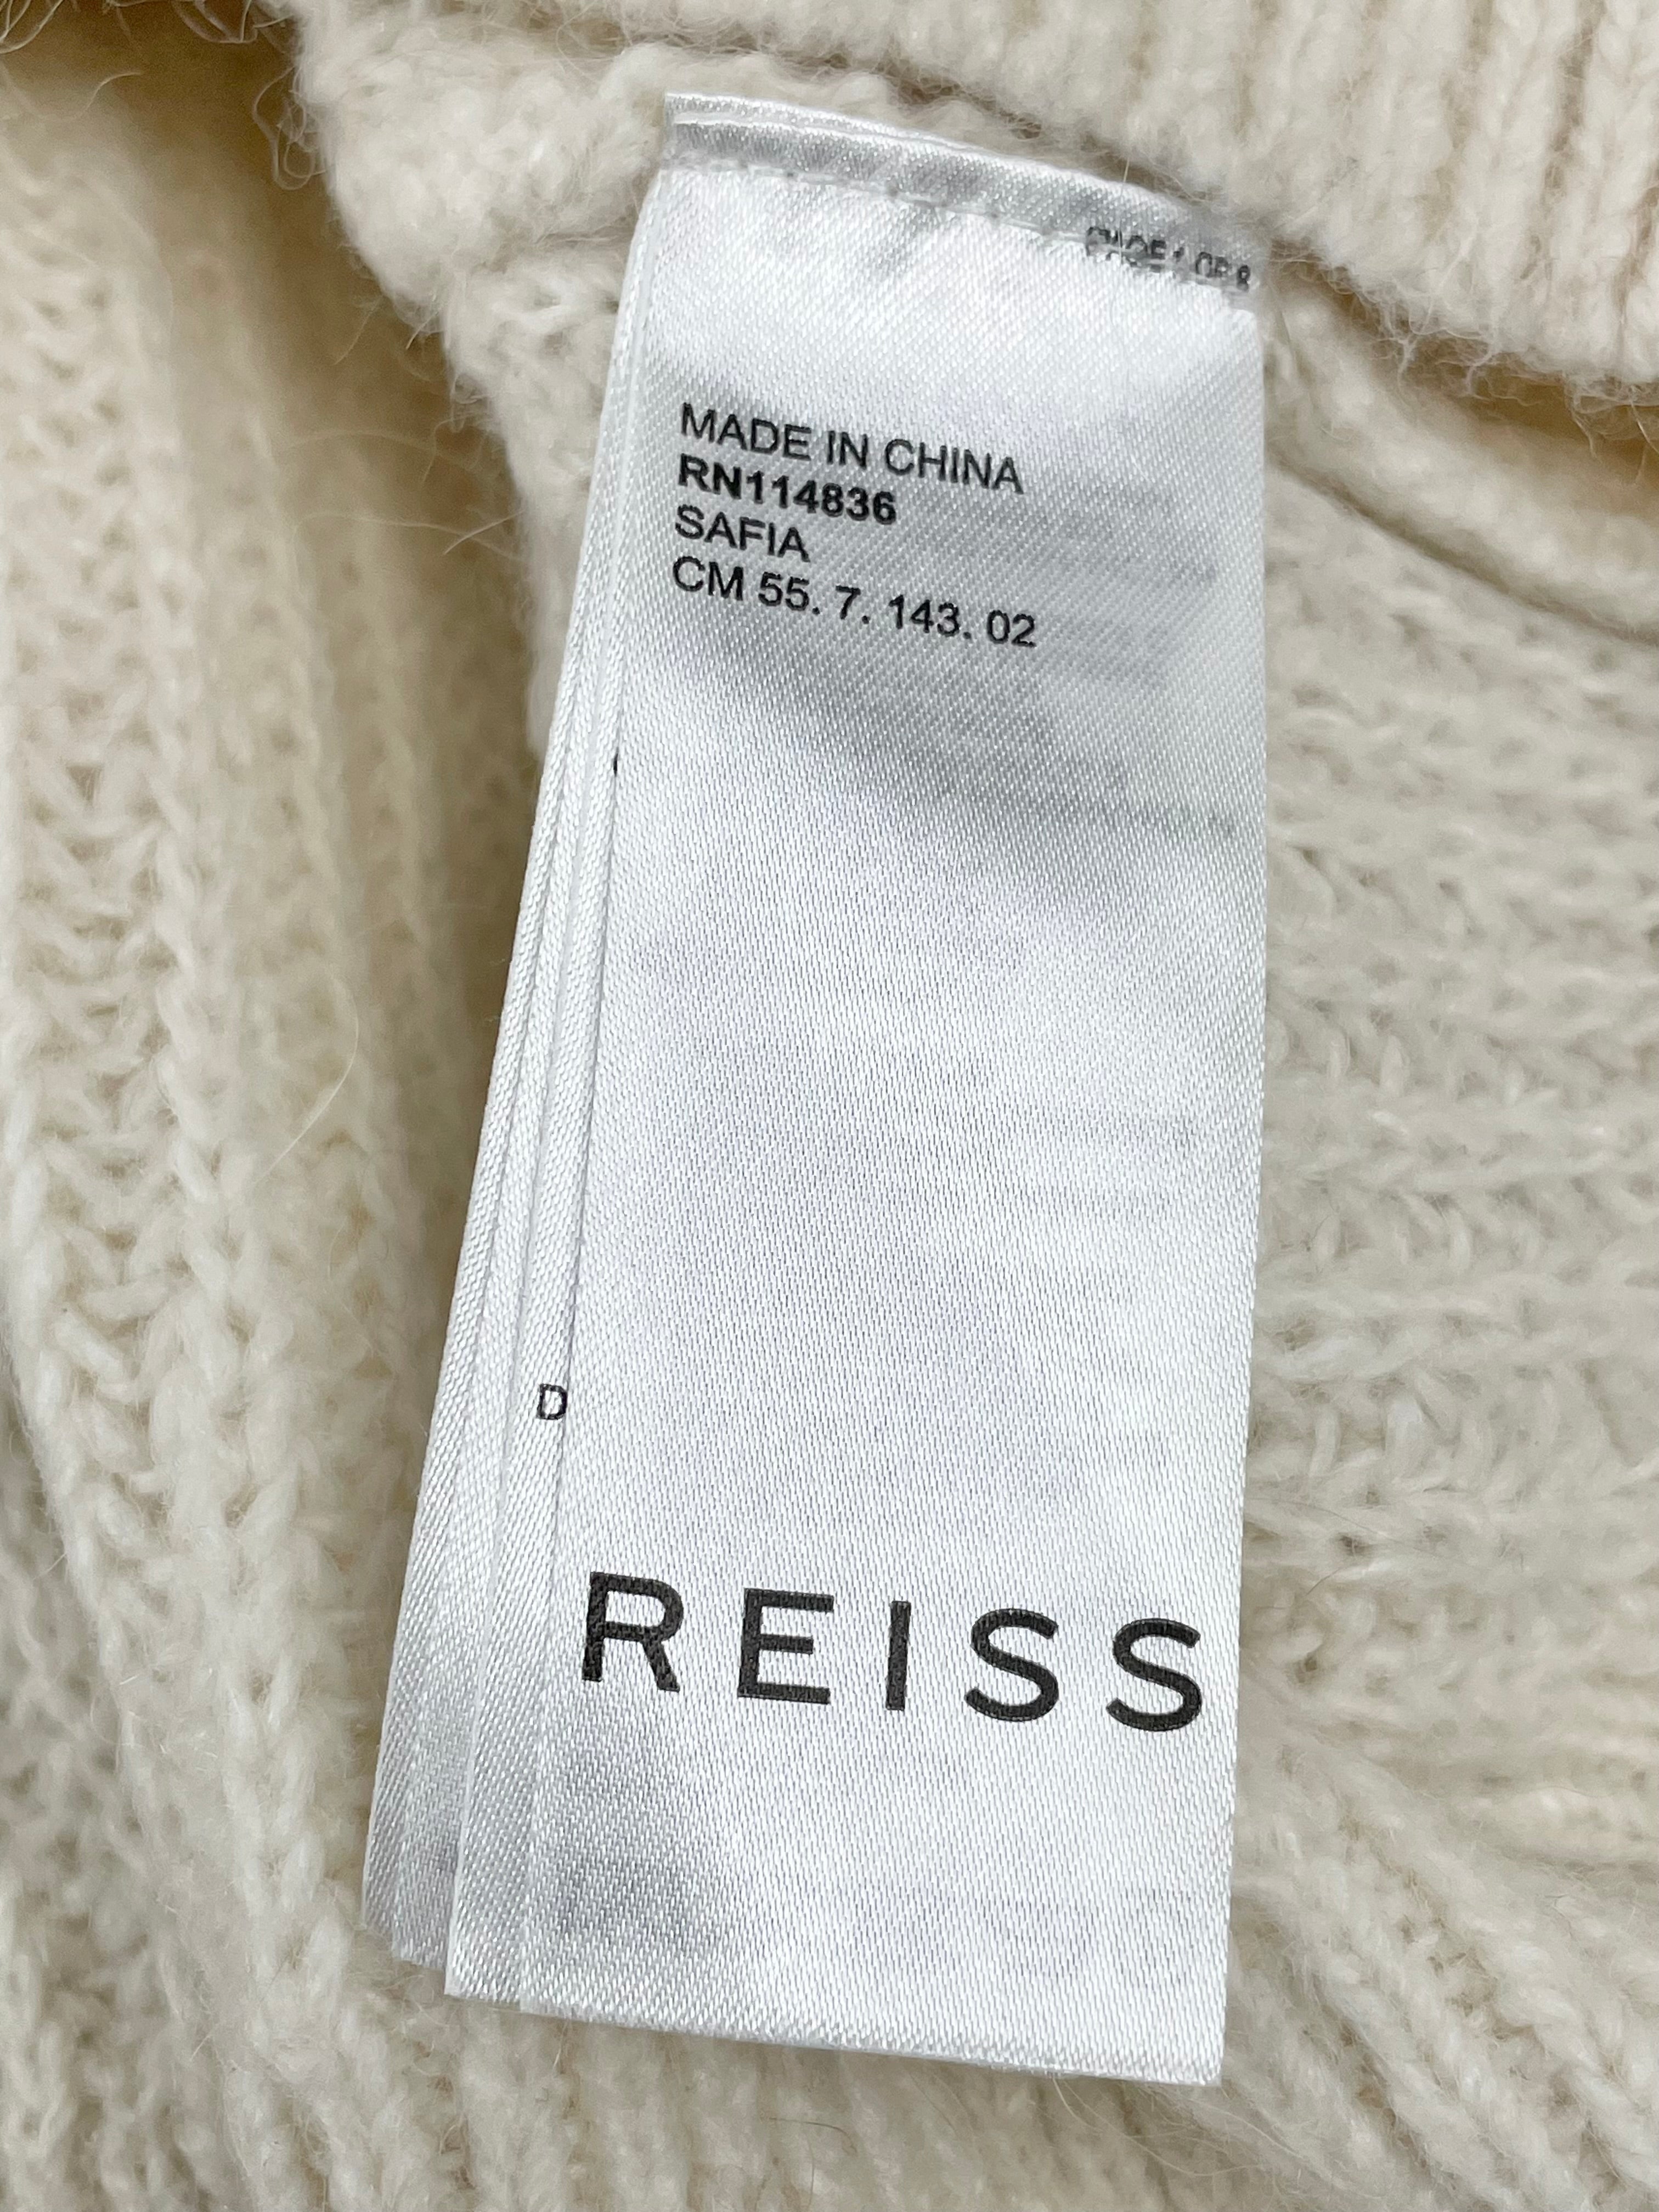 MADE IN CHINA
RN114836
SAFIA
CM 55. 7. 143. 02
D
REISS